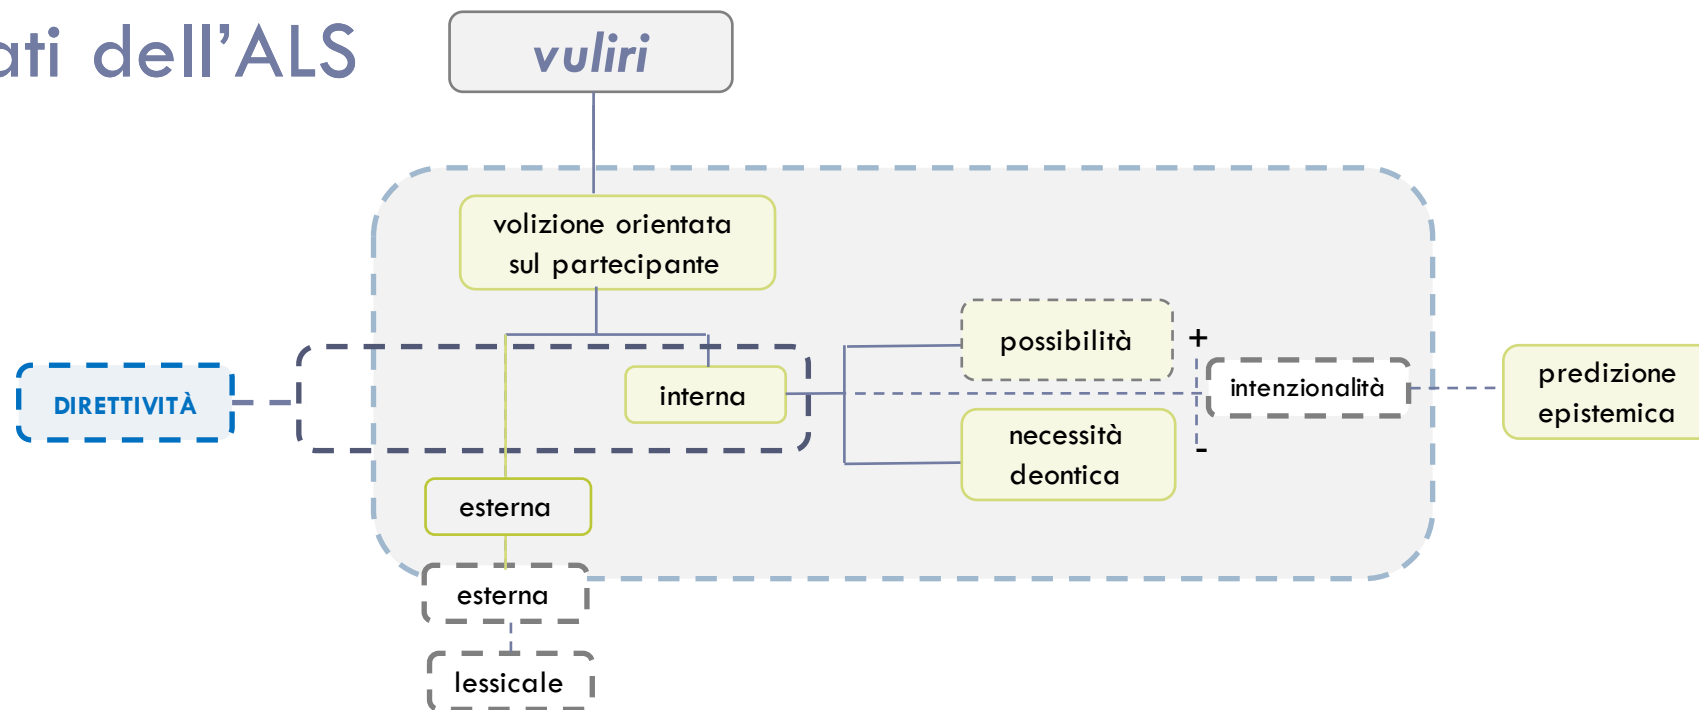 ati dell'ALS
vuliri
volizione orientata
sul partecipante
possibilità
+
DIRETTIVITÀ
interna
intenzionalità
predizione
epistemica
necessità
deontica
-
esterna
esterna
lessicale